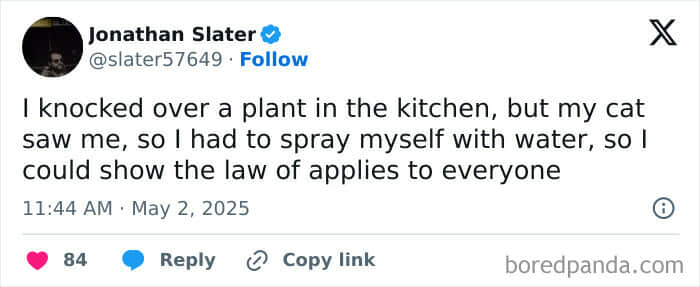 Jonathan Slater
@slater57649 · Follow
I knocked over a plant in the kitchen, but my cat
saw me, so I had to spray myself with water, so I
could show the law of applies to everyone
11:44 AM · May 2, 2025
84 Reply Copy link
boredpanda.com